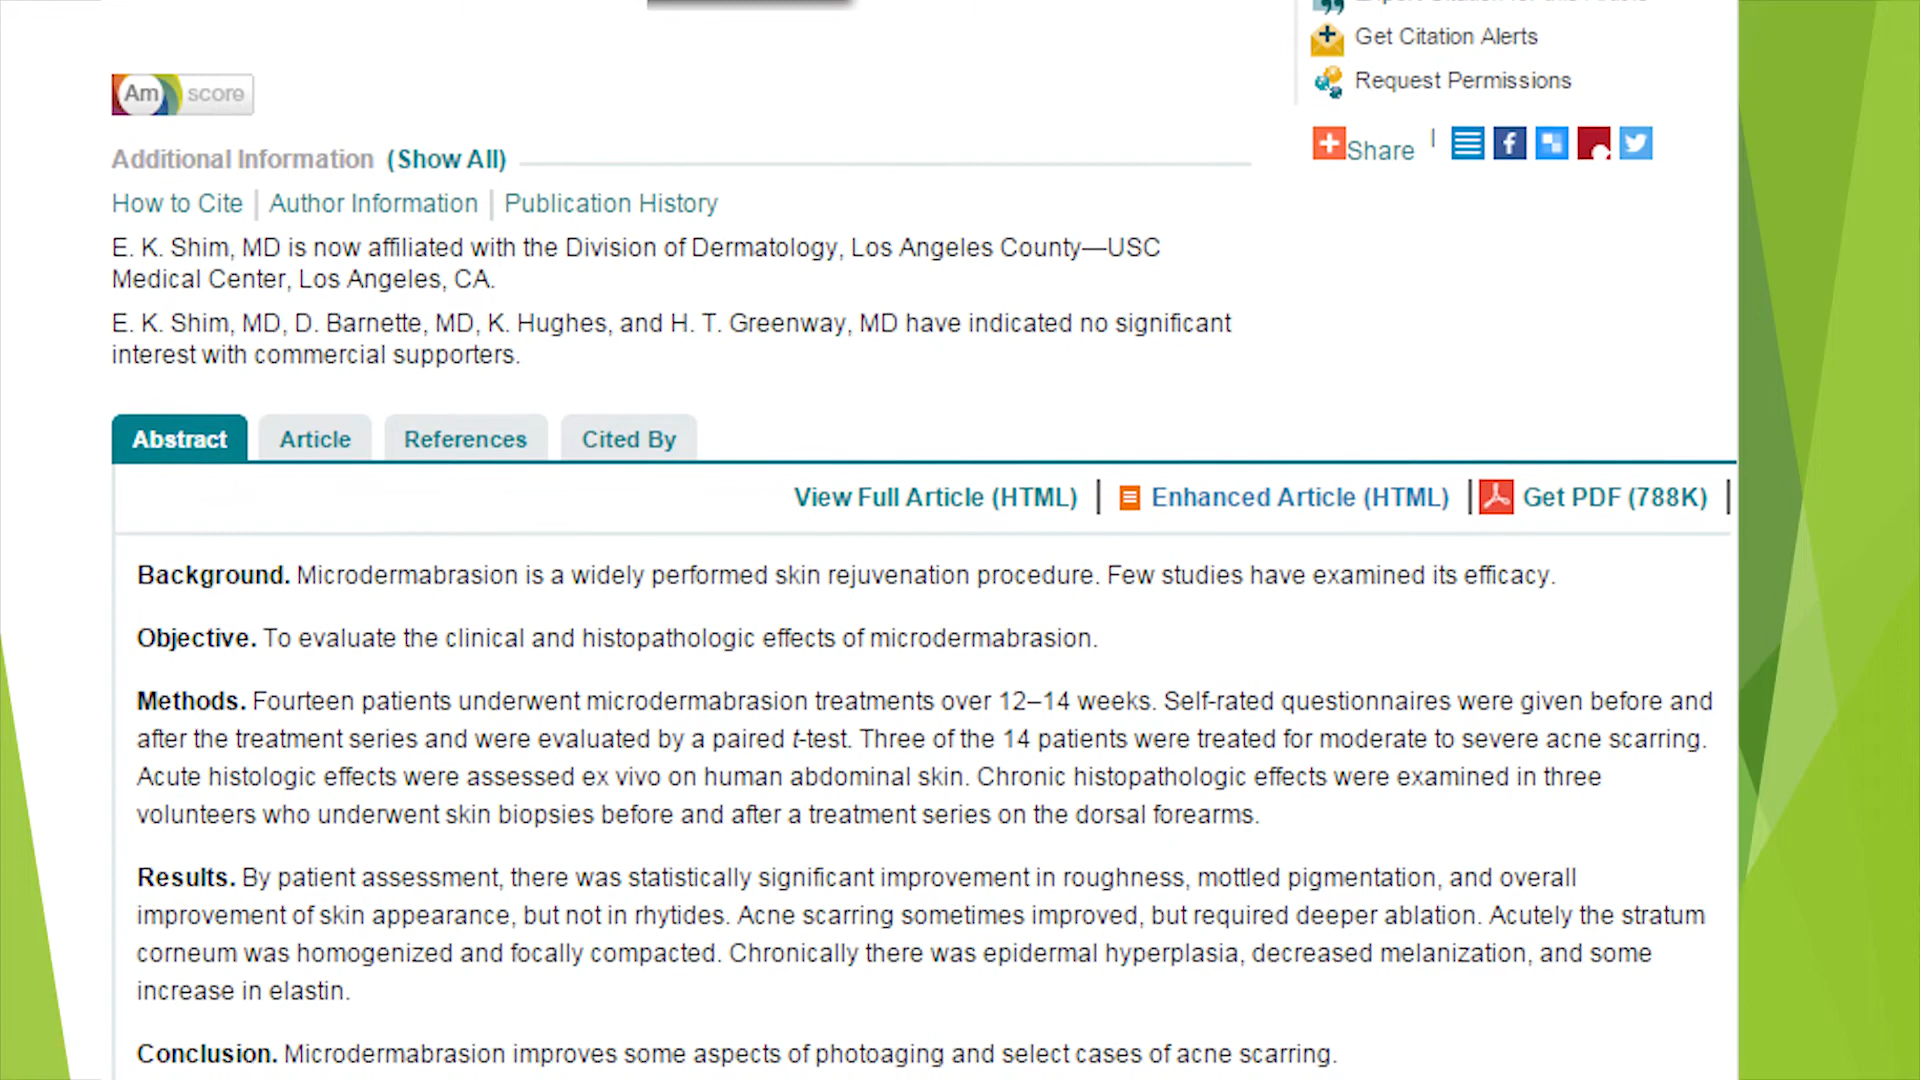 Get Citation Alerts
Request Permissions
Am score
Share
Additional Information (Show All)
How to Cite | Author Information | Publication History
E. K. Shim, MD is now affiliated with the Division of Dermatology, Los Angeles County—USC
Medical Center, Los Angeles, CA.
E. K. Shim, MD, D. Barnette, MD, K. Hughes, and H. T. Greenway, MD have indicated no significant
interest with commercial supporters.
Abstract Article References Cited By
View Full Article (HTML) | Enhanced Article (HTML) | Get PDF (788K) |
Background. Microdermabrasion is a widely performed skin rejuvenation procedure. Few studies have examined its efficacy.
Objective. To evaluate the clinical and histopathologic effects of microdermabrasion.
Methods. Fourteen patients underwent microdermabrasion treatments over 12–14 weeks. Self-rated questionnaires were given before and
after the treatment series and were evaluated by a paired t-test. Three of the 14 patients were treated for moderate to severe acne scarring.
Acute histologic effects were assessed ex vivo on human abdominal skin. Chronic histopathologic effects were examined in three
volunteers who underwent skin biopsies before and after a treatment series on the dorsal forearms.
Results. By patient assessment, there was statistically significant improvement in roughness, mottled pigmentation, and overall
improvement of skin appearance, but not in rhytides. Acne scarring sometimes improved, but required deeper ablation. Acutely the stratum
corneum was homogenized and focally compacted. Chronically there was epidermal hyperplasia, decreased melanization, and some
increase in elastin.
Conclusion. Microdermabrasion improves some aspects of photoaging and select cases of acne scarring.